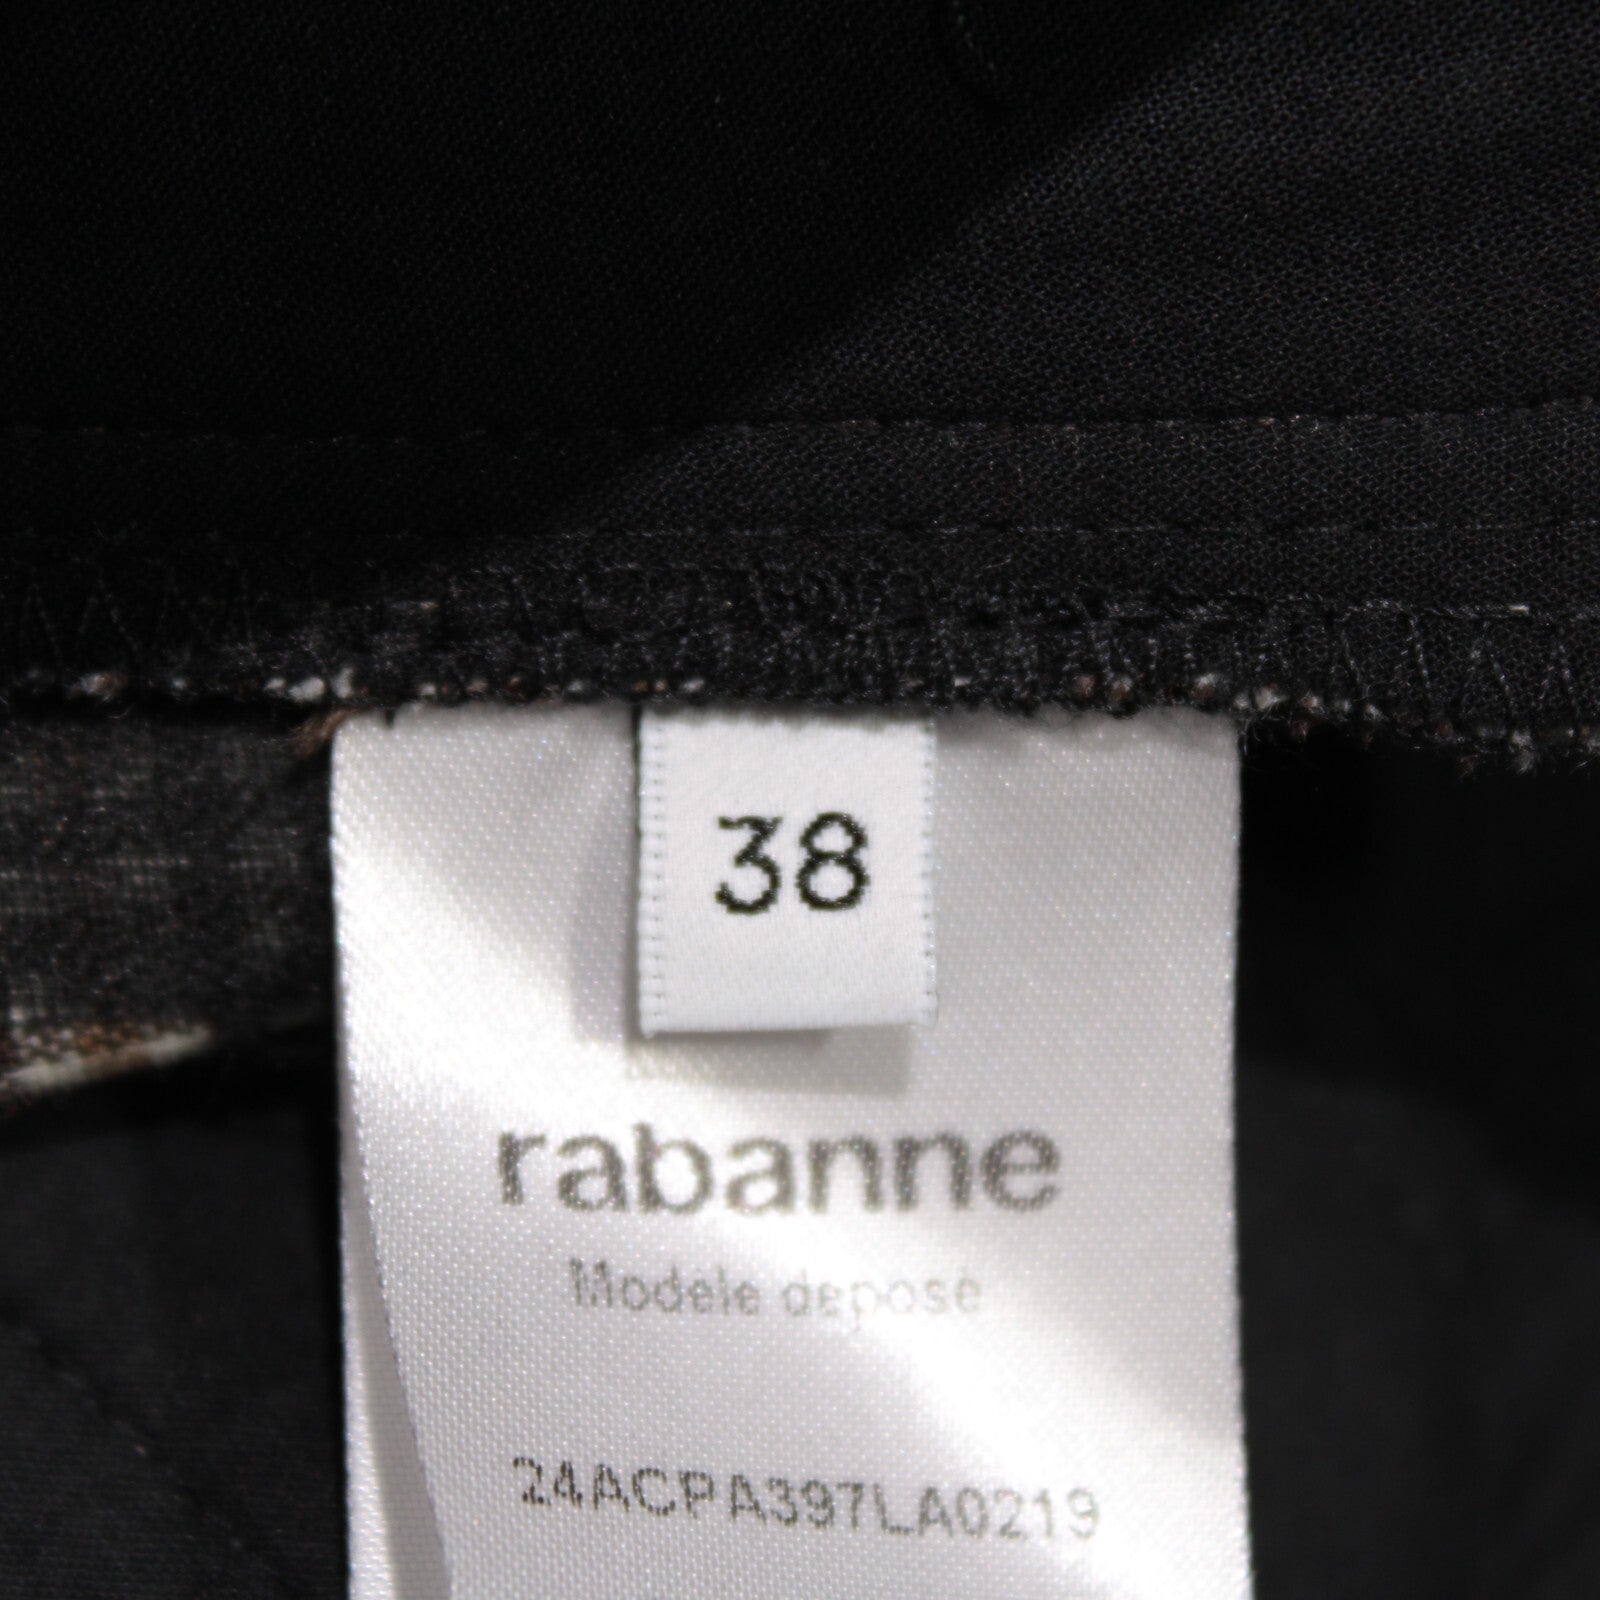 38
rabanne
Modele deposé
24ACPA397LA0219